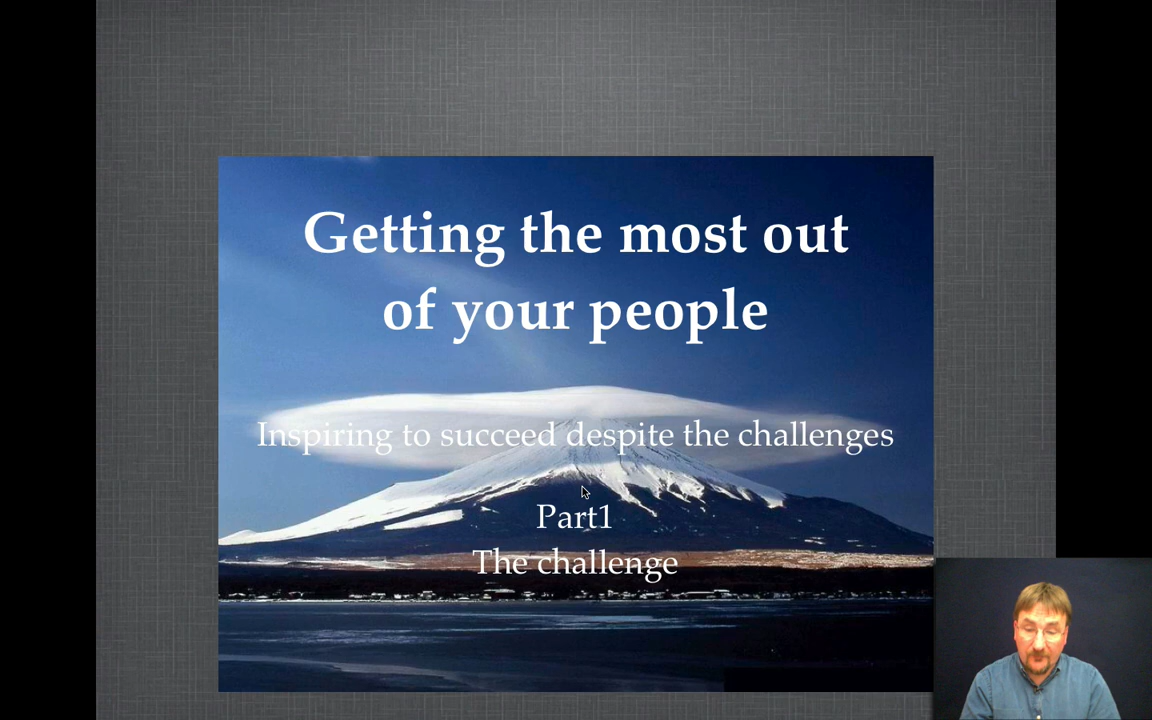 Getting the most out
of your people
Inspiring to succeed despite the challenges
Part1
The challenge